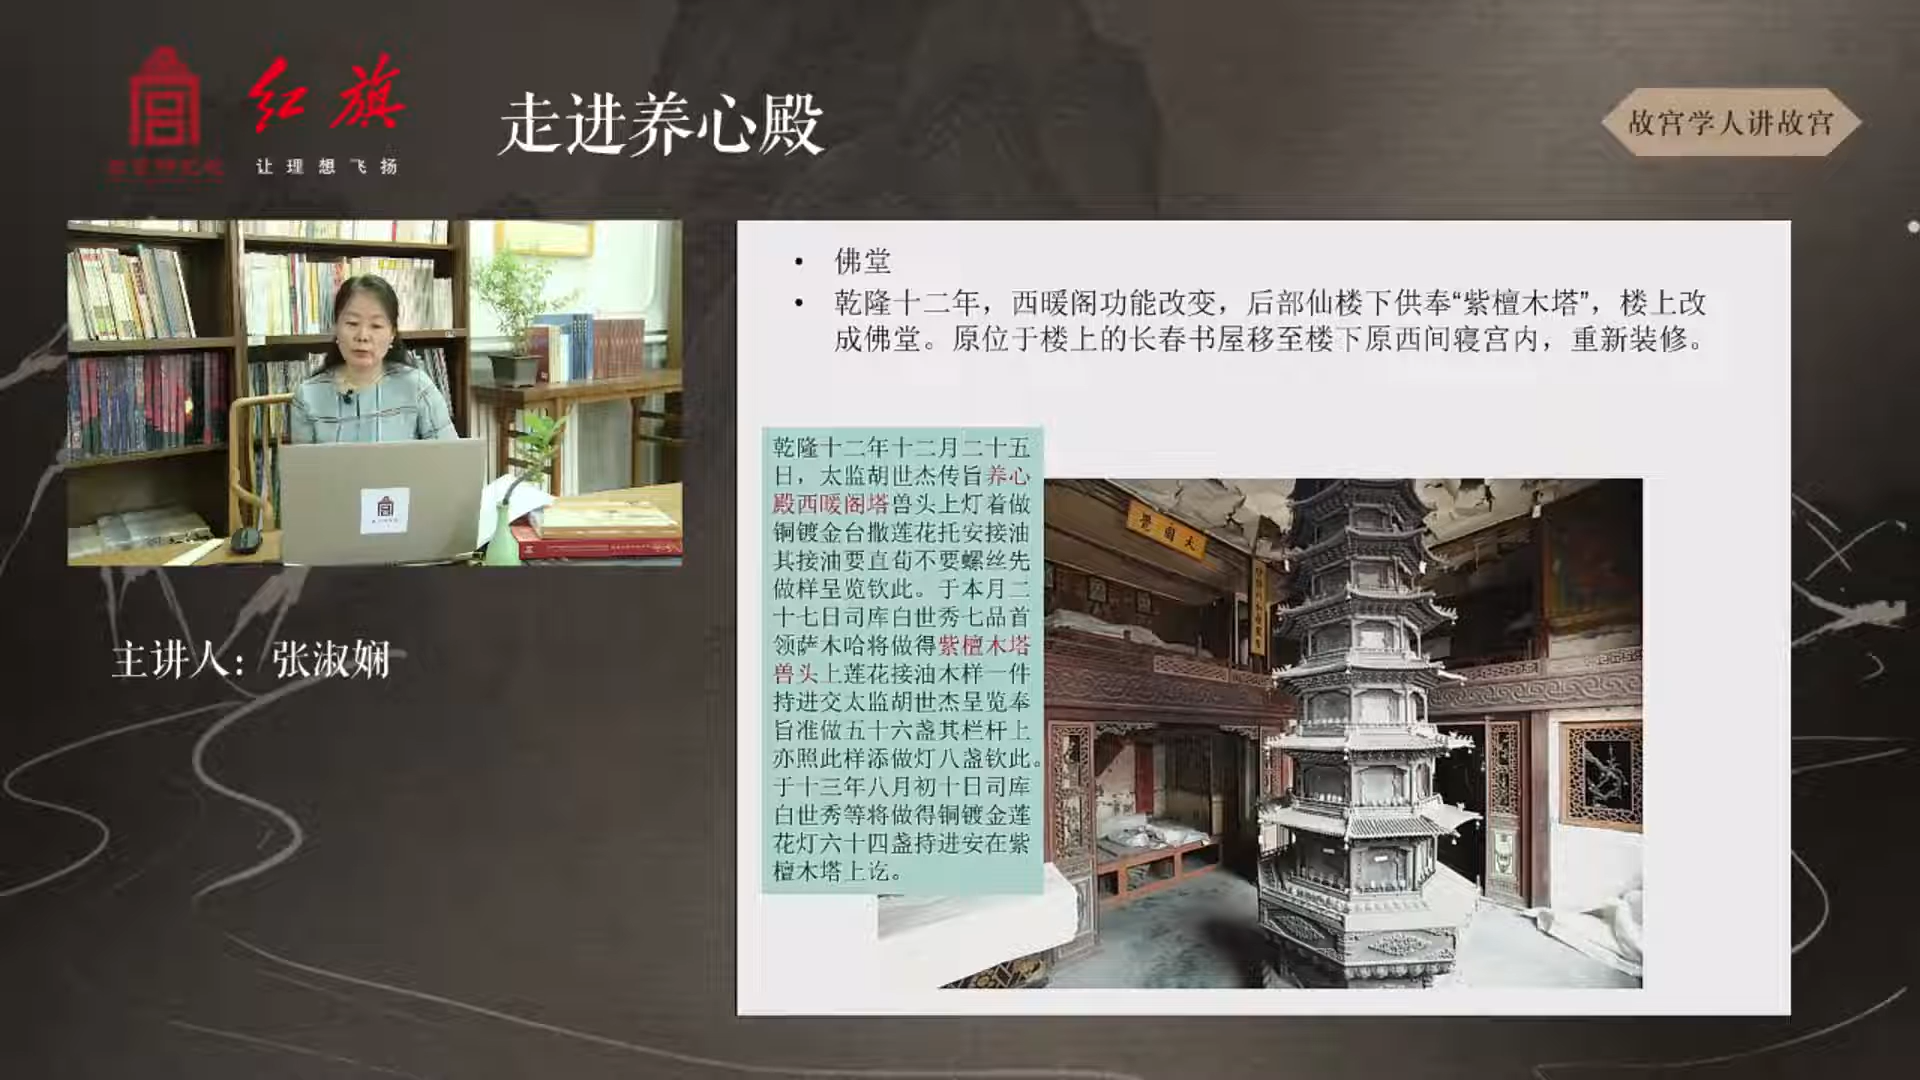 红旗
让理想飞扬
走进养心殿
故宫学人讲故宫
主讲人：张淑娴
• 佛堂
• 乾隆十二年，西暖阁功能改变，后部仙楼下供奉“紫檀木塔”，楼上改
成佛堂。原位于楼上的长春书屋移至楼下原西间寝宫内，重新装修。
乾隆十二年十二月二十五
日，太监胡世杰传旨养心
殿西暖阁塔兽头上灯着做
铜镀金台撒莲花托安接油
其接油要直荀不要螺丝先
做样呈览钦此。于本月二
十七日司库白世秀七品首
领萨木哈将做得紫檀木塔
兽头上莲花接油木样一件
持进交太监胡世杰呈览奉
旨准做五十六盏其栏杆上
亦照此样添做灯八盏钦此。
于十三年八月初十日司库
白世秀等将做得铜镀金莲
花灯六十四盏持进安在紫
檀木塔上讫。
大圆觉